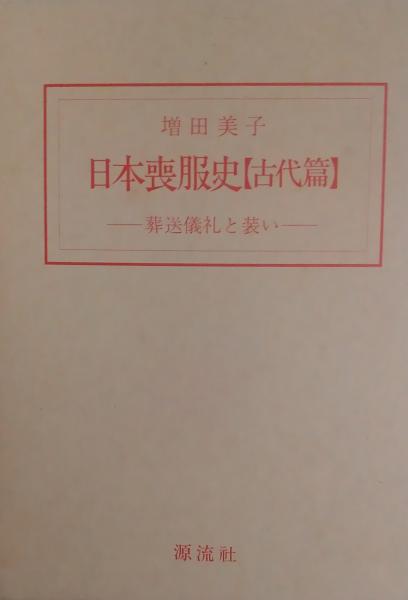 増田美子
日本喪服史【古代篇】
──葬送儀礼と装い──
源流社